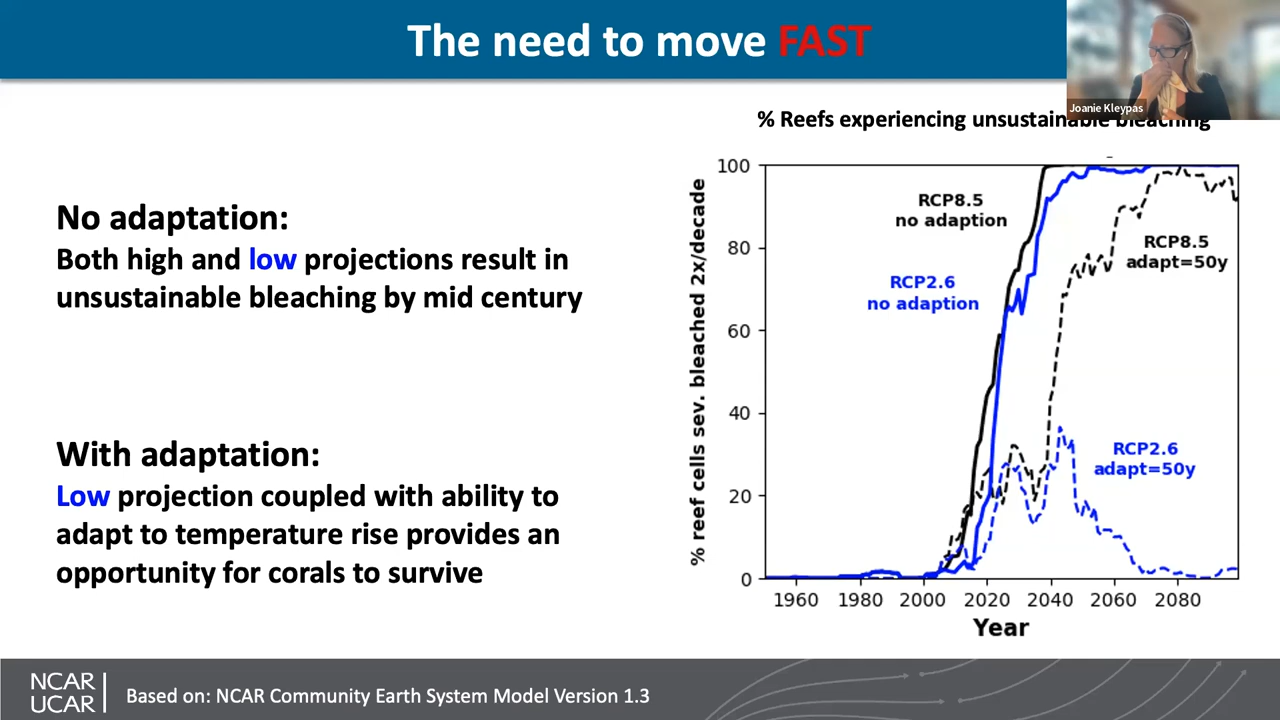 The need to move FAST
Joanie Kleypas
% Reefs experiencing unsustainable bleaching
No adaptation:
Both high and low projections result in
unsustainable bleaching by mid century
With adaptation:
Low projection coupled with ability to
adapt to temperature rise provides an
opportunity for corals to survive
% reef cells sev. bleached 2x/decade
100
80
60
40
20
0
RCP8.5
no adaption
RCP2.6
no adaption
RCP8.5
adapt=50y
RCP2.6
adapt=50y
1960 1980 2000 2020 2040 2060 2080
Year
NCAR
UCAR
Based on: NCAR Community Earth System Model Version 1.3